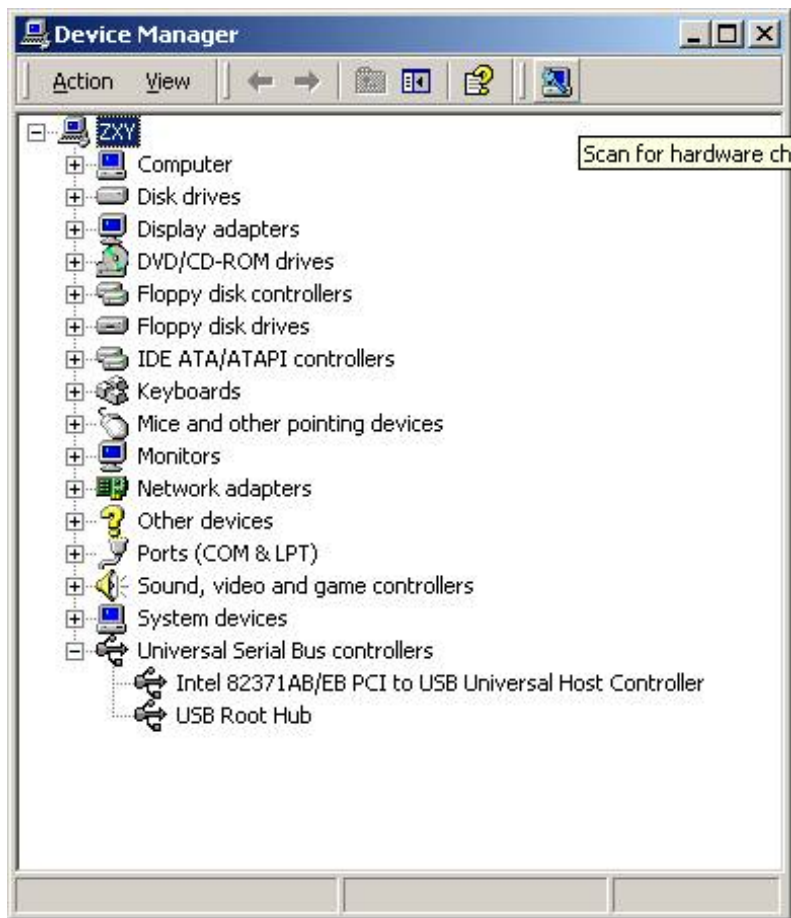 Device Manager
Action View
Scan for hardware ch
ZXY
Computer
Disk drives
Display adapters
DVD/CD-ROM drives
Floppy disk controllers
Floppy disk drives
IDE ATA/ATAPI controllers
Keyboards
Mice and other pointing devices
Monitors
Network adapters
Other devices
Ports (COM & LPT)
Sound, video and game controllers
System devices
Universal Serial Bus controllers
Intel 82371AB/EB PCI to USB Universal Host Controller
USB Root Hub